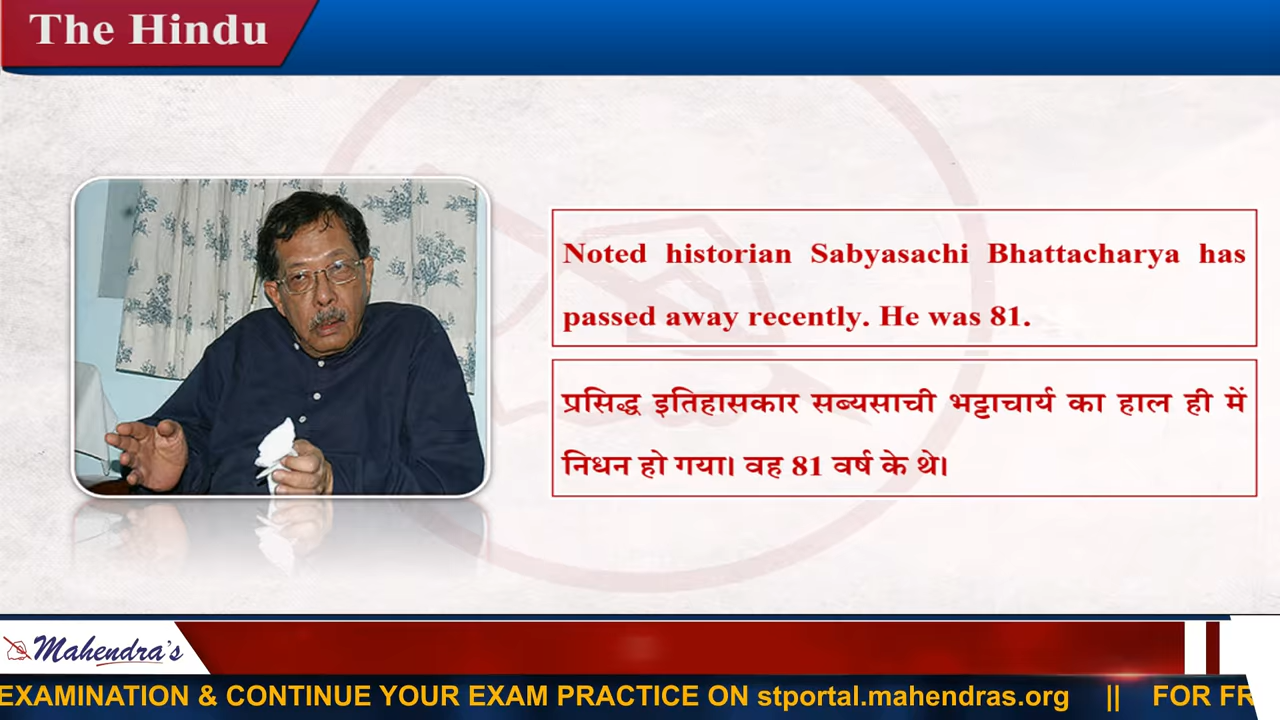 The Hindu
Noted historian Sabyasachi Bhattacharya has
passed away recently. He was 81.
प्रसिद्ध इतिहासकार सब्यसाची भट्टाचार्य का हाल ही में
निधन हो गया। वह 81 वर्ष के थे।
Mahendra's
EXAMINATION & CONTINUE YOUR EXAM PRACTICE ON stportal.mahendras.org || FOR FR